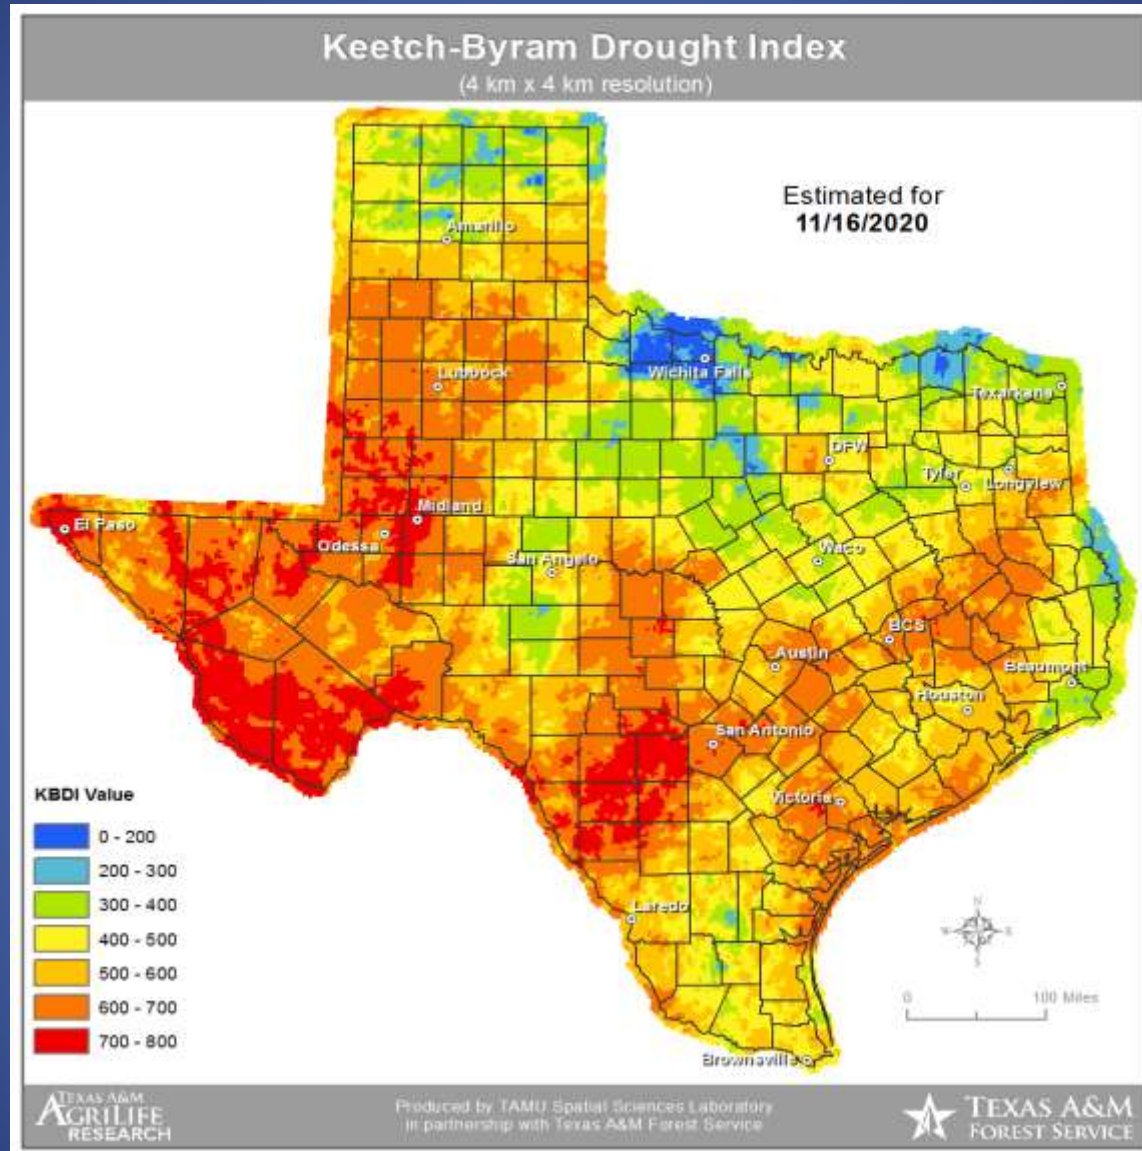 Keetch-Byram Drought Index
(4 km x 4 km resolution)
Estimated for
11/16/2020
Amarillo
Wichita Falls
Lubbock
Texarkana
DFW
Tyler
Longview
Midland
El Paso
Odessa
San Angelo
Waco
BCS
Austin
Beaumont
Houston
San Antonio
Victoria
Laredo
Brownsville
KBDI Value
0 - 200
200 - 300
300 - 400
400 - 500
500 - 600
600 - 700
700 - 800
N
W E
S
0 100 Miles
TEXAS A&M
AGRILIFE
RESEARCH
Produced by TAMU Spatial Sciences Laboratory
in partnership with Texas A&M Forest Service
TEXAS A&M
FOREST SERVICE